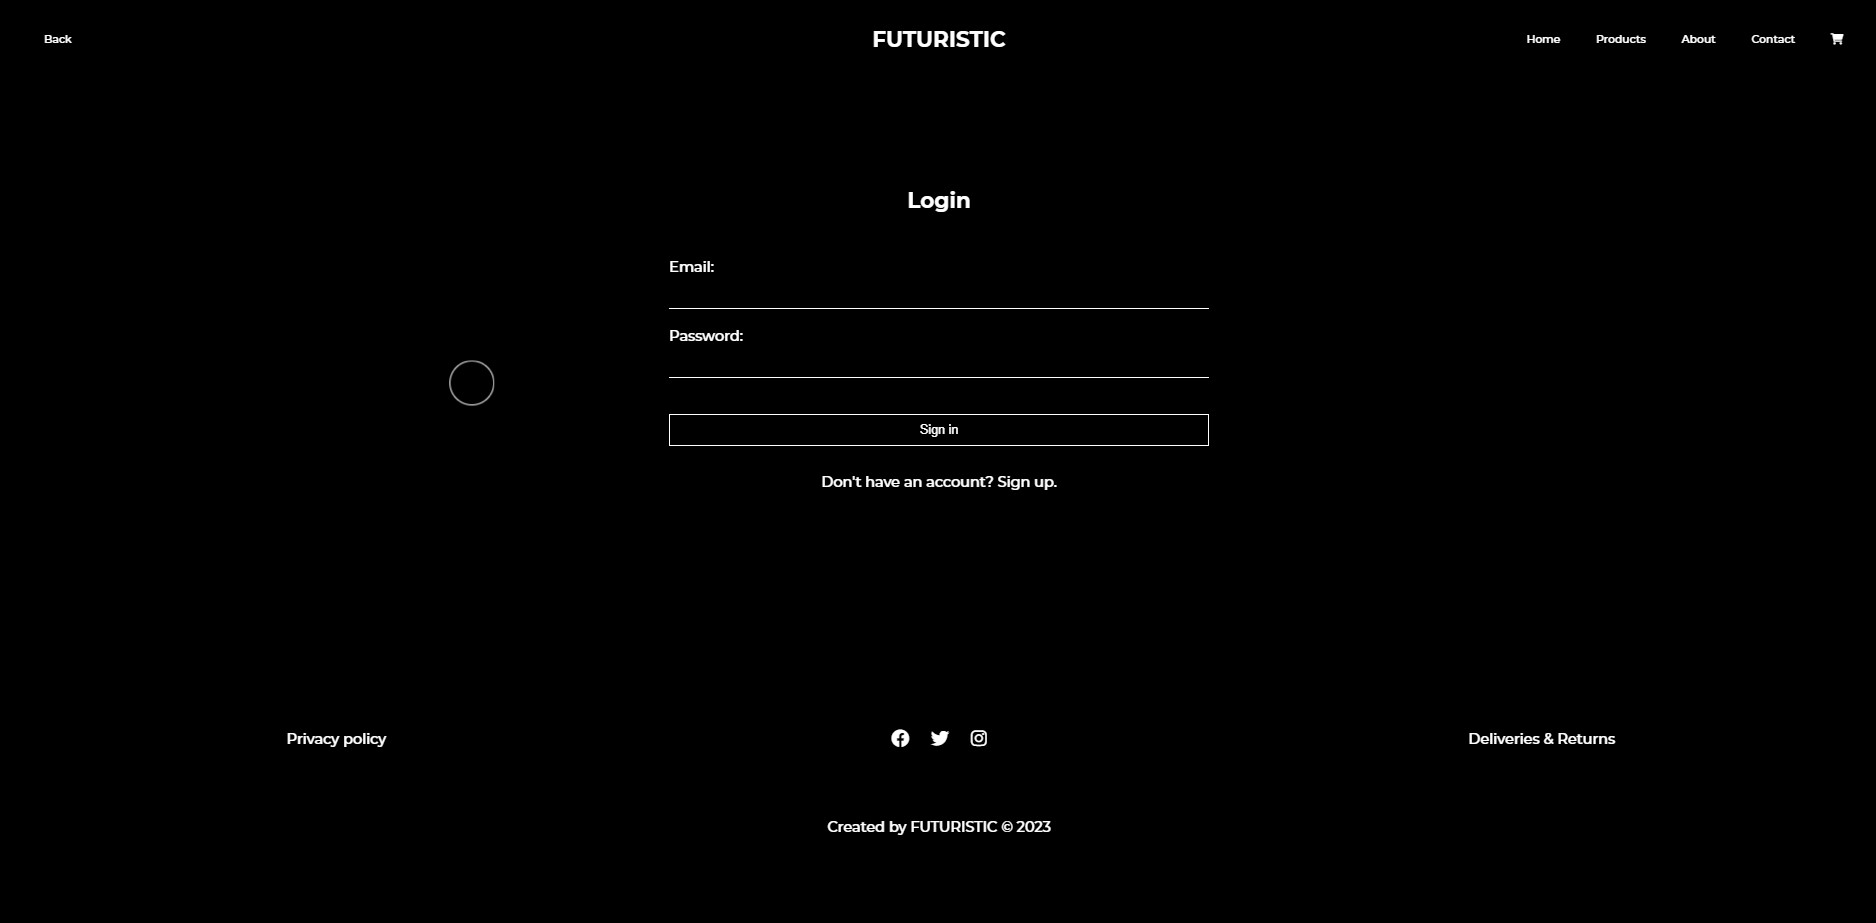 Back
FUTURISTIC
Home Products About Contact
Login
Email:
Password:
Sign in
Don't have an account? Sign up.
Privacy policy
Deliveries & Returns
Created by FUTURISTIC © 2023